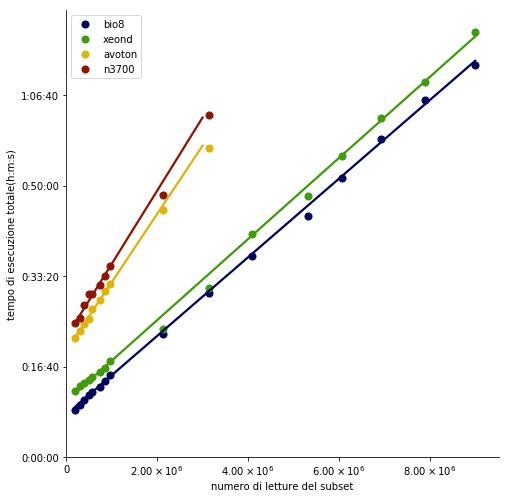 bio8
xeond
avoton
n3700
tempo di esecuzione totale(h:m:s)
1:06:40
0:50:00
0:33:20
0:16:40
0:00:00
0
2.00 × 10⁶
4.00 × 10⁶
6.00 × 10⁶
8.00 × 10⁶
numero di letture del subset